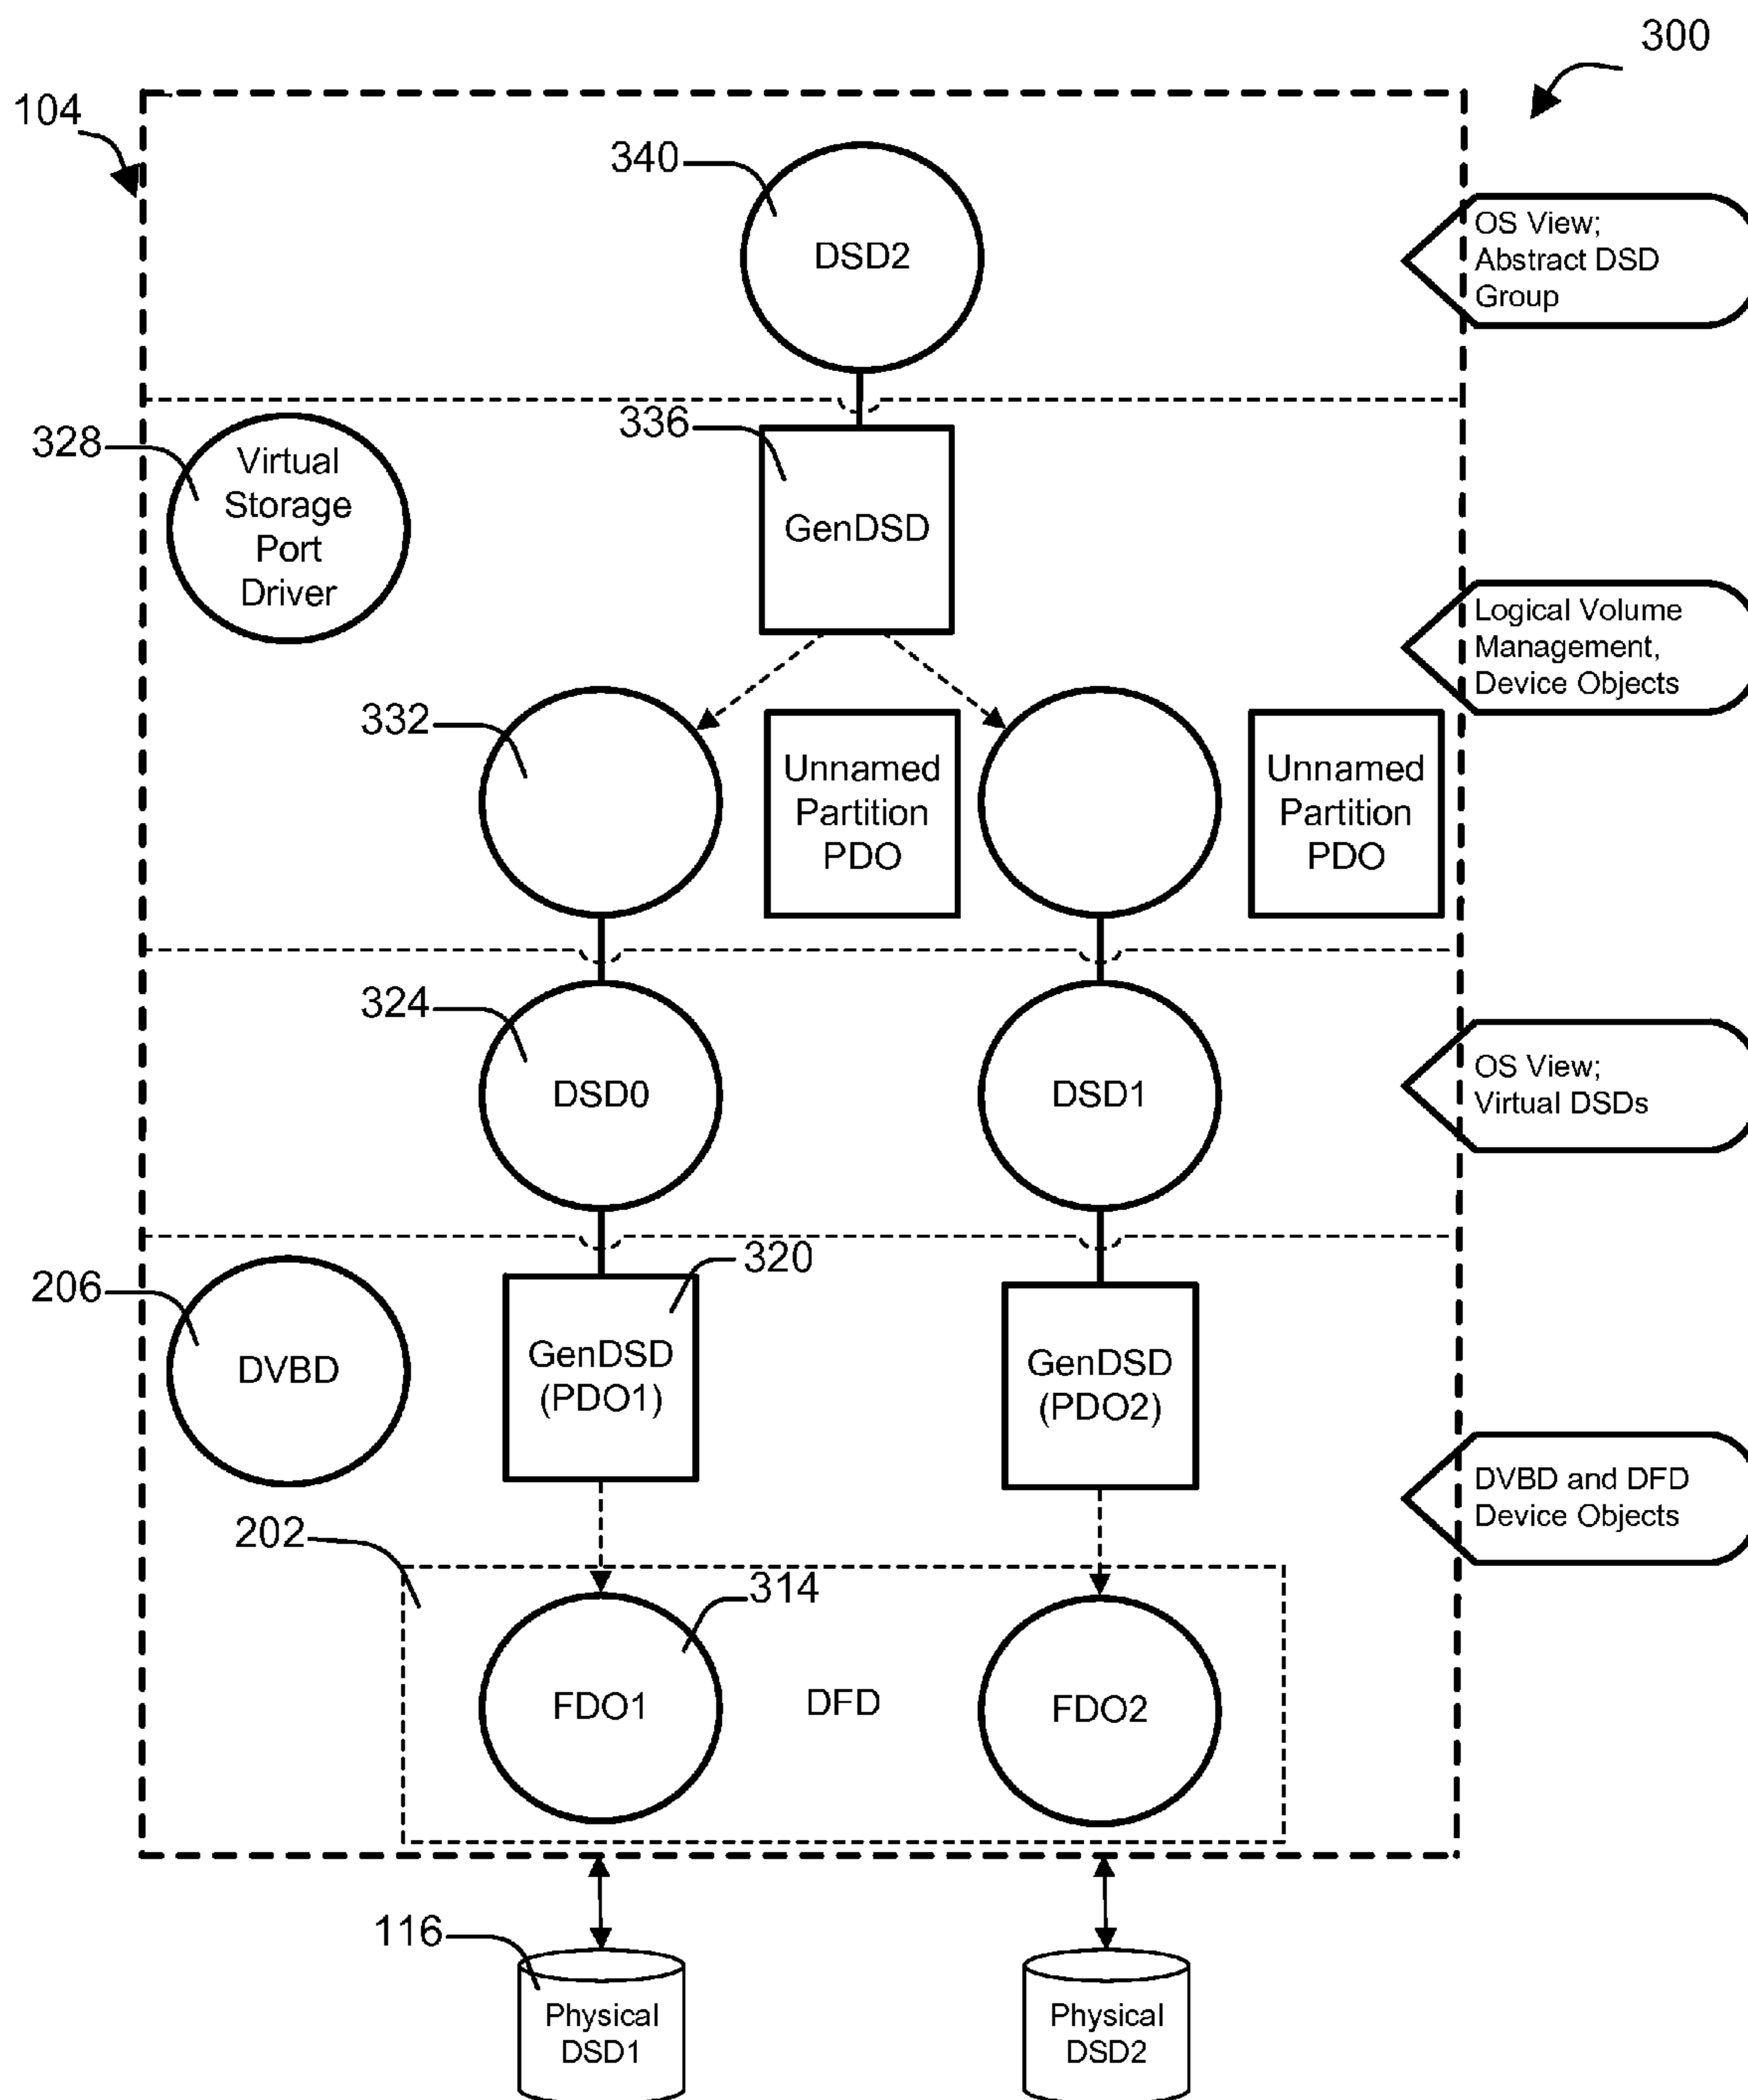 300
104
340
DSD2
OS View;
Abstract DSD
Group
336
328
Virtual
Storage
Port
Driver
GenDSD
Logical Volume
Management,
Device Objects
332
Unnamed
Partition
PDO
Unnamed
Partition
PDO
324
DSD0
DSD1
OS View;
Virtual DSDs
320
206
DVBD
GenDSD
(PDO1)
GenDSD
(PDO2)
DVBD and DFD
Device Objects
202
314
FDO1
DFD
FDO2
116
Physical
DSD1
Physical
DSD2